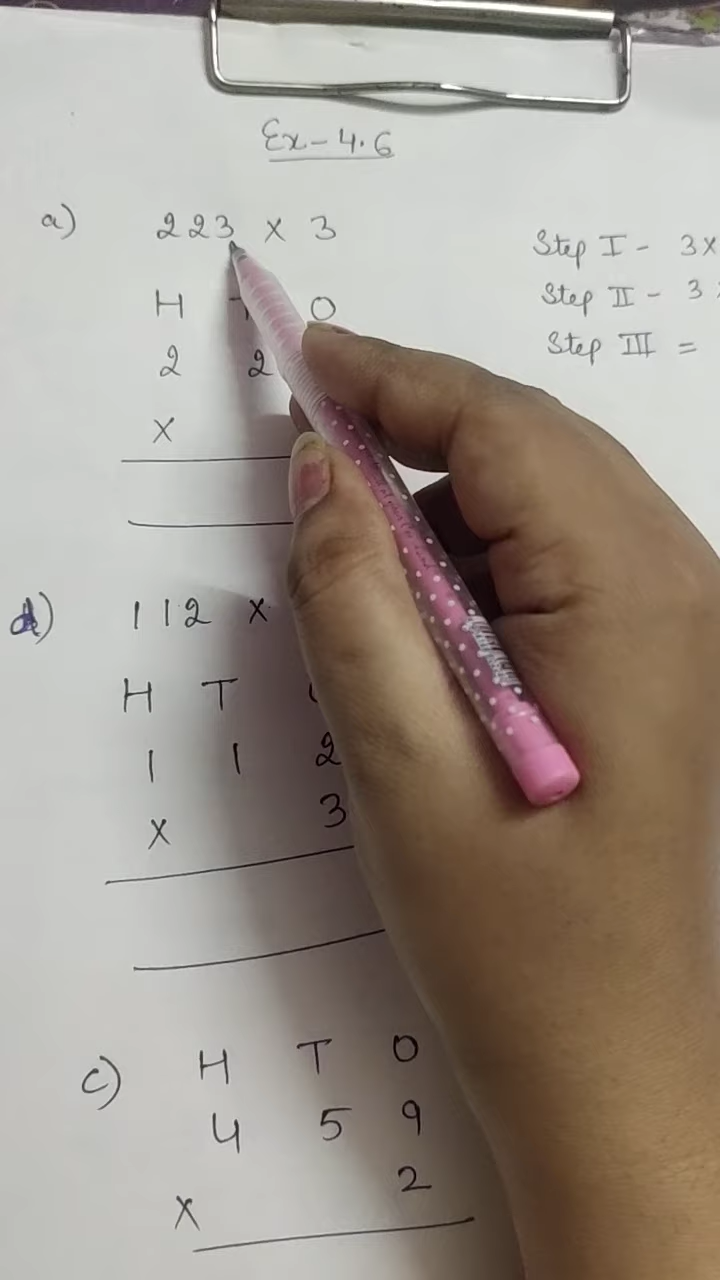 Ex-4.6
a) 223 x 3
H T O
2 2
x
Step I - 3x
Step II - 3
Step III =
d) 112 x
H T
1 1 2
x 3
c) H T O
4 5 9
x 2